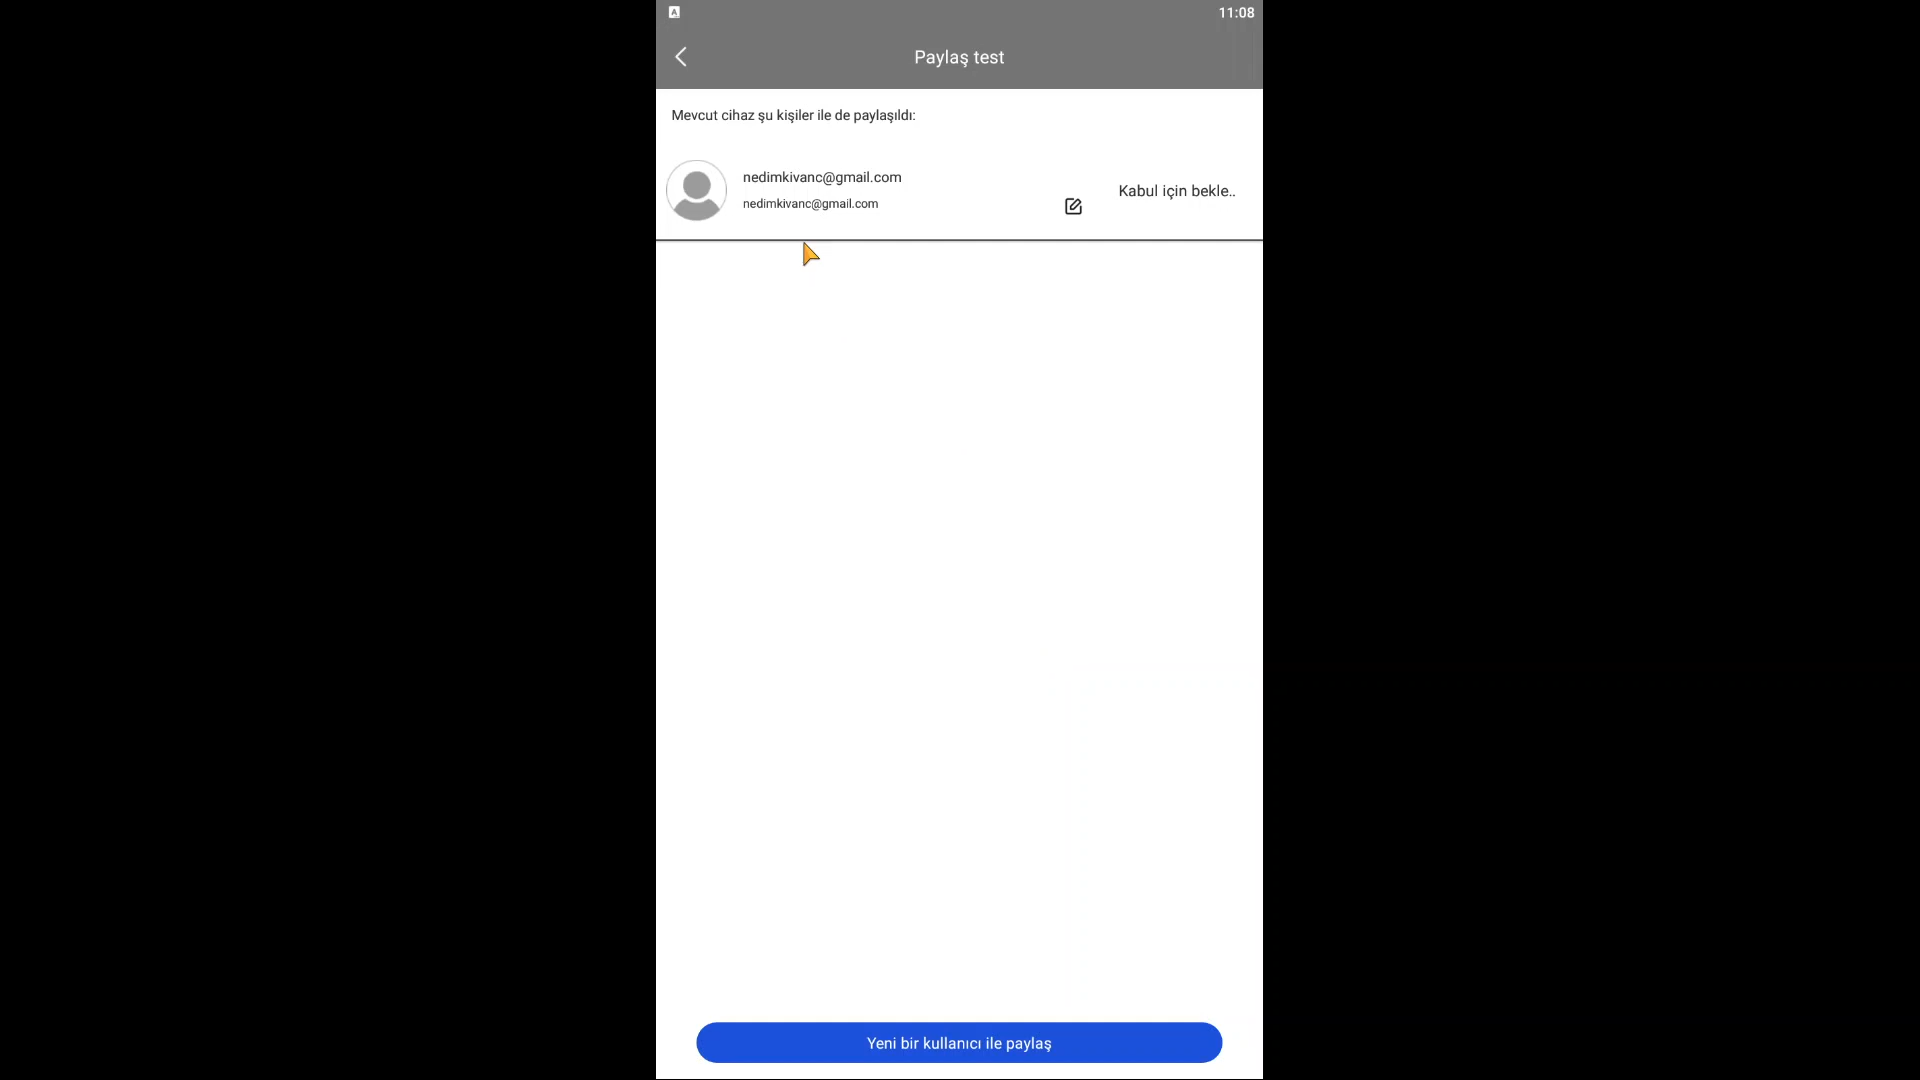 A
11:08
Paylaş test
Mevcut cihaz şu kişiler ile de paylaşıldı:
nedimkivanc@gmail.com
nedimkivanc@gmail.com
Kabul için bekle..
Yeni bir kullanıcı ile paylaş